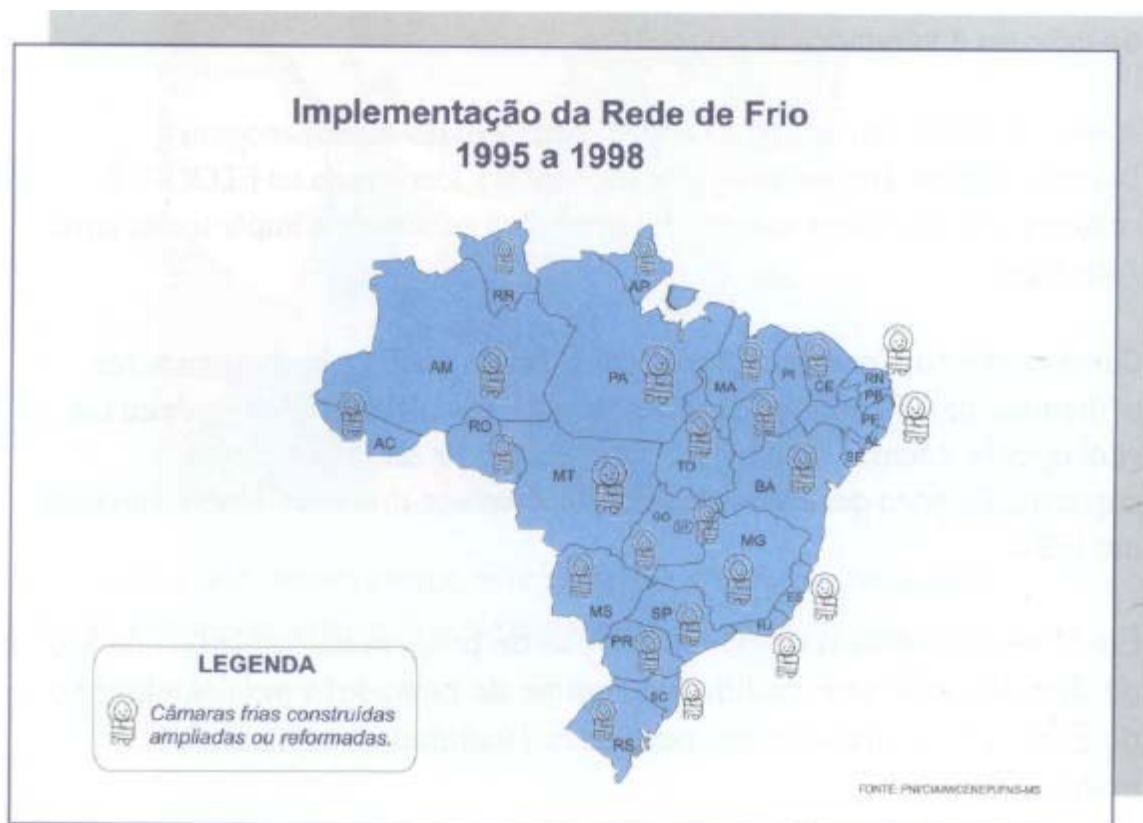 Implementação da Rede de Frio
1995 a 1998
RR
AP
AM
PA
MA
PI
CE
RN
PB
PE
AL
SE
AC
RO
TO
MT
BA
GO
DF
MG
ES
MS
SP
RJ
PR
SC
RS
LEGENDA
Câmaras frias construídas
ampliadas ou reformadas.